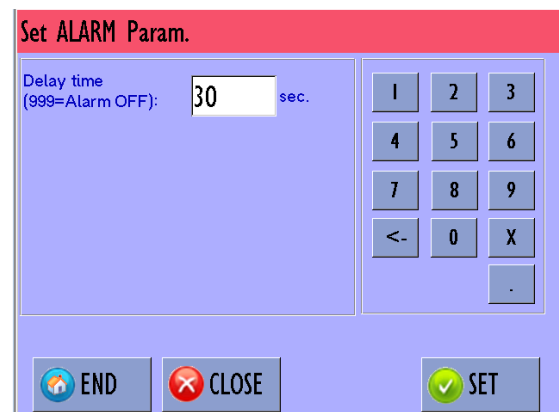 Set ALARM Param.
Delay time
(999=Alarm OFF): 30 sec.
1 2 3
4 5 6
7 8 9
<- 0 X
.
END CLOSE SET